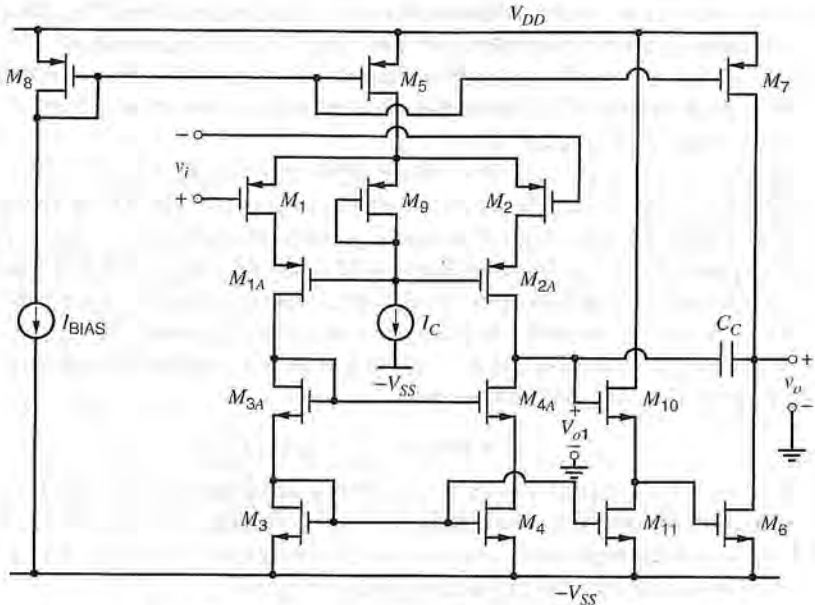 V_DD
M_8
M_5
M_7
−
v_i
+
M_1
M_9
M_2
M_1A
M_2A
I_BIAS
I_C
C_C
−V_SS
+
v_o
−
M_3A
M_4A
+
V_o1
−
M_10
M_3
M_4
M_11
M_6
−V_SS